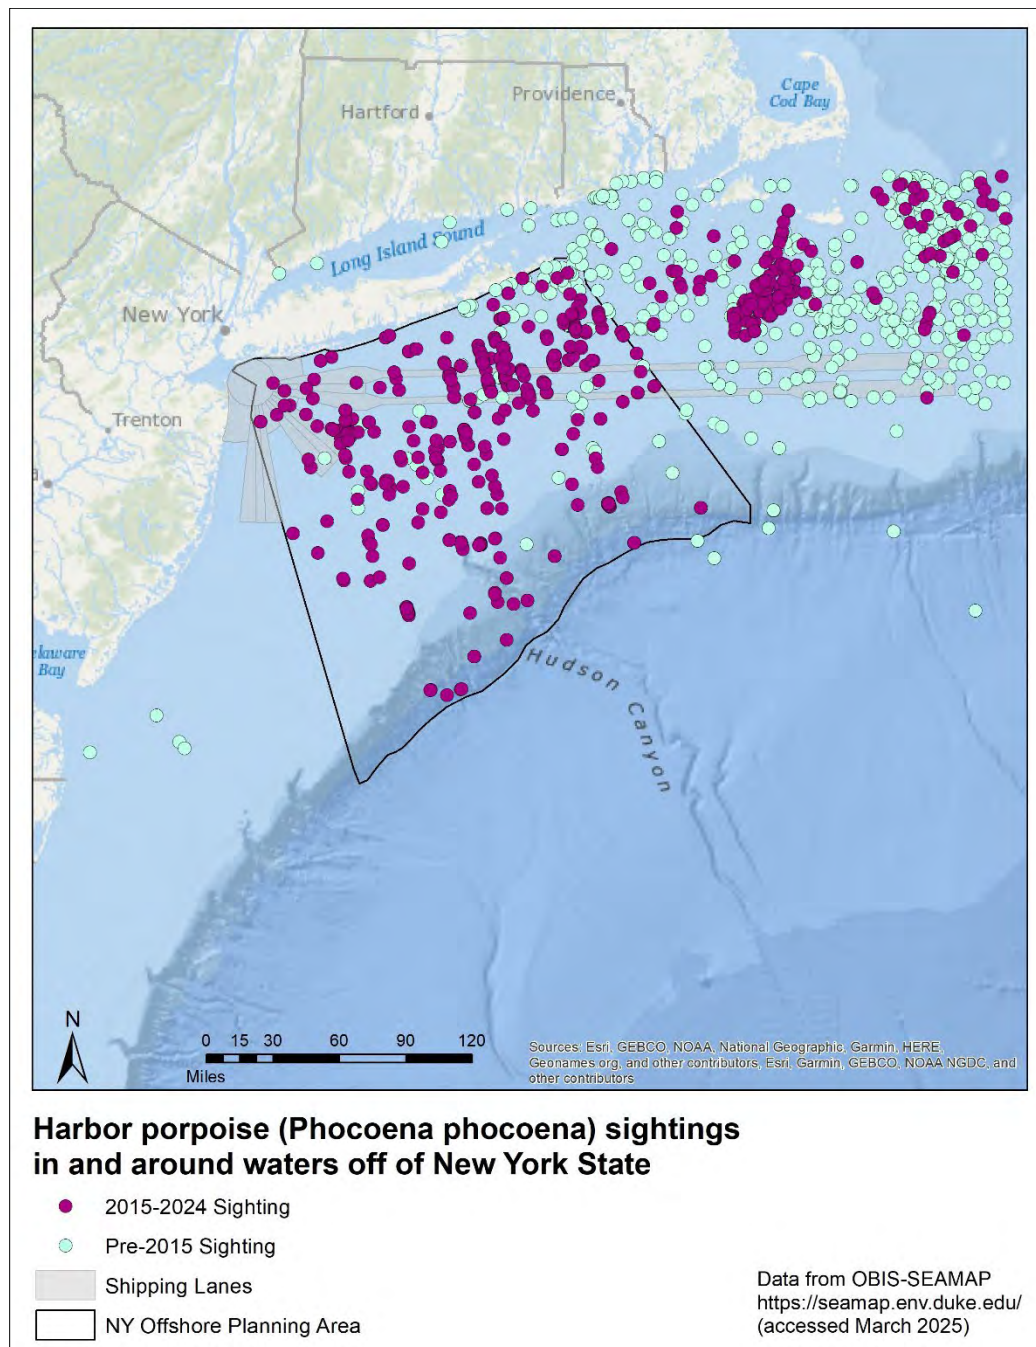 Cape
Cod Bay
Providence
Hartford
Long Island Sound
New York
Trenton
a
elaware
Bay
Hudson Canyon
N
0 15 30 60 90 120
Miles
Sources: Esri, GEBCO, NOAA, National Geographic, Garmin, HERE,
Geonames.org, and other contributors, Esri, Garmin, GEBCO, NOAA NGDC, and
other contributors
Harbor porpoise (Phocoena phocoena) sightings
in and around waters off of New York State
2015-2024 Sighting
Pre-2015 Sighting
Shipping Lanes
NY Offshore Planning Area
Data from OBIS-SEAMAP
https://seamap.env.duke.edu/
(accessed March 2025)